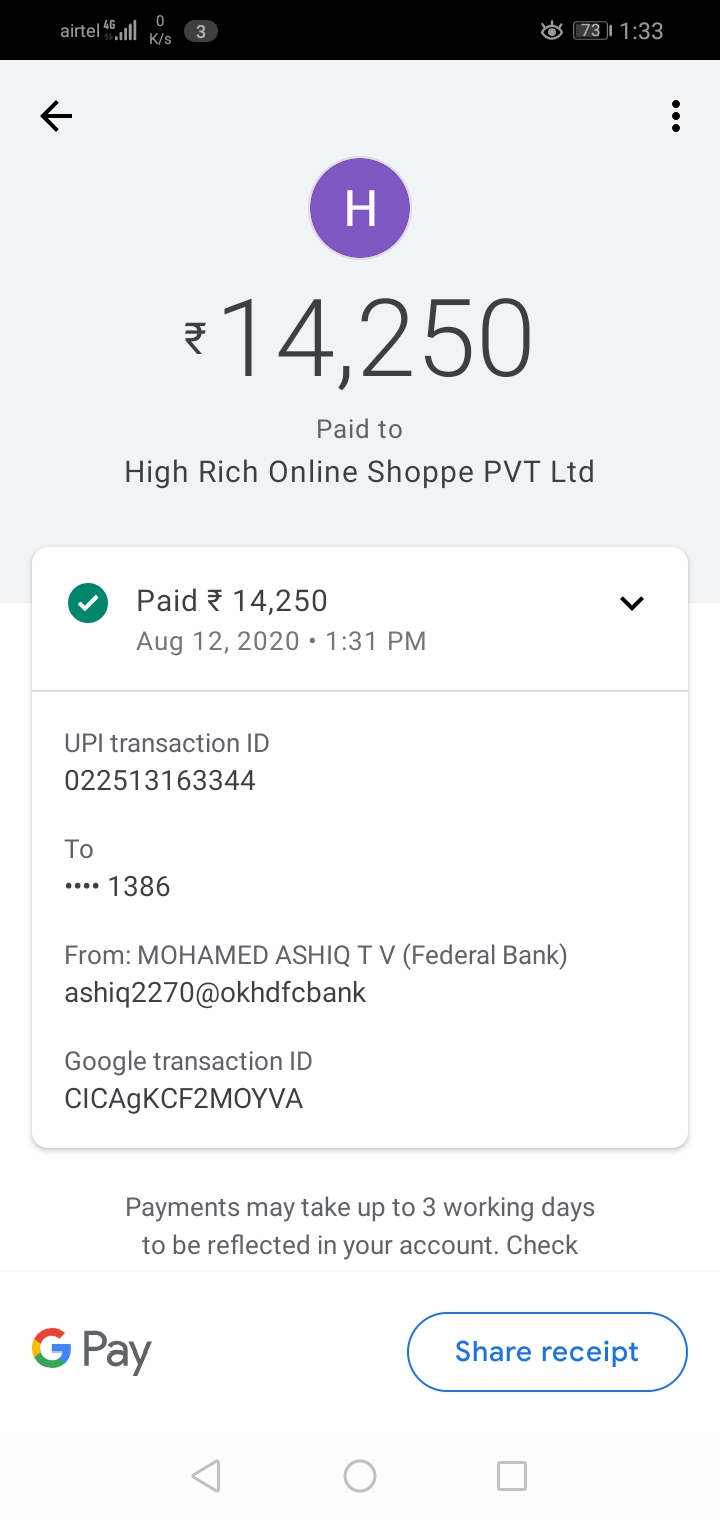 airtel 4G 0 K/s 3 73 1:33
H
₹14,250
Paid to
High Rich Online Shoppe PVT Ltd
Paid ₹ 14,250
Aug 12, 2020 • 1:31 PM
UPI transaction ID
022513163344
To
•••• 1386
From: MOHAMED ASHIQ T V (Federal Bank)
ashiq2270@okhdfcbank
Google transaction ID
CICAgKCF2MOYVA
Payments may take up to 3 working days
to be reflected in your account. Check
G Pay
Share receipt